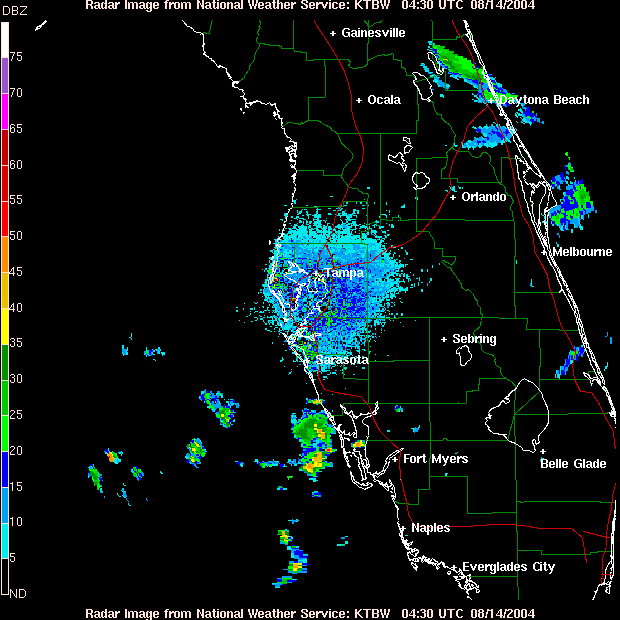 DBZ
Radar Image from National Weather Service: KTBW 04:30 UTC 08/14/2004
Gainesville
75
70
Ocala
Daytona Beach
65
60
55
Orlando
50
Melbourne
45
Tampa
40
35
Sebring
Sarasota
30
25
20
Fort Myers
Belle Glade
15
10
Naples
5
Everglades City
ND
Radar Image from National Weather Service: KTBW 04:30 UTC 08/14/2004